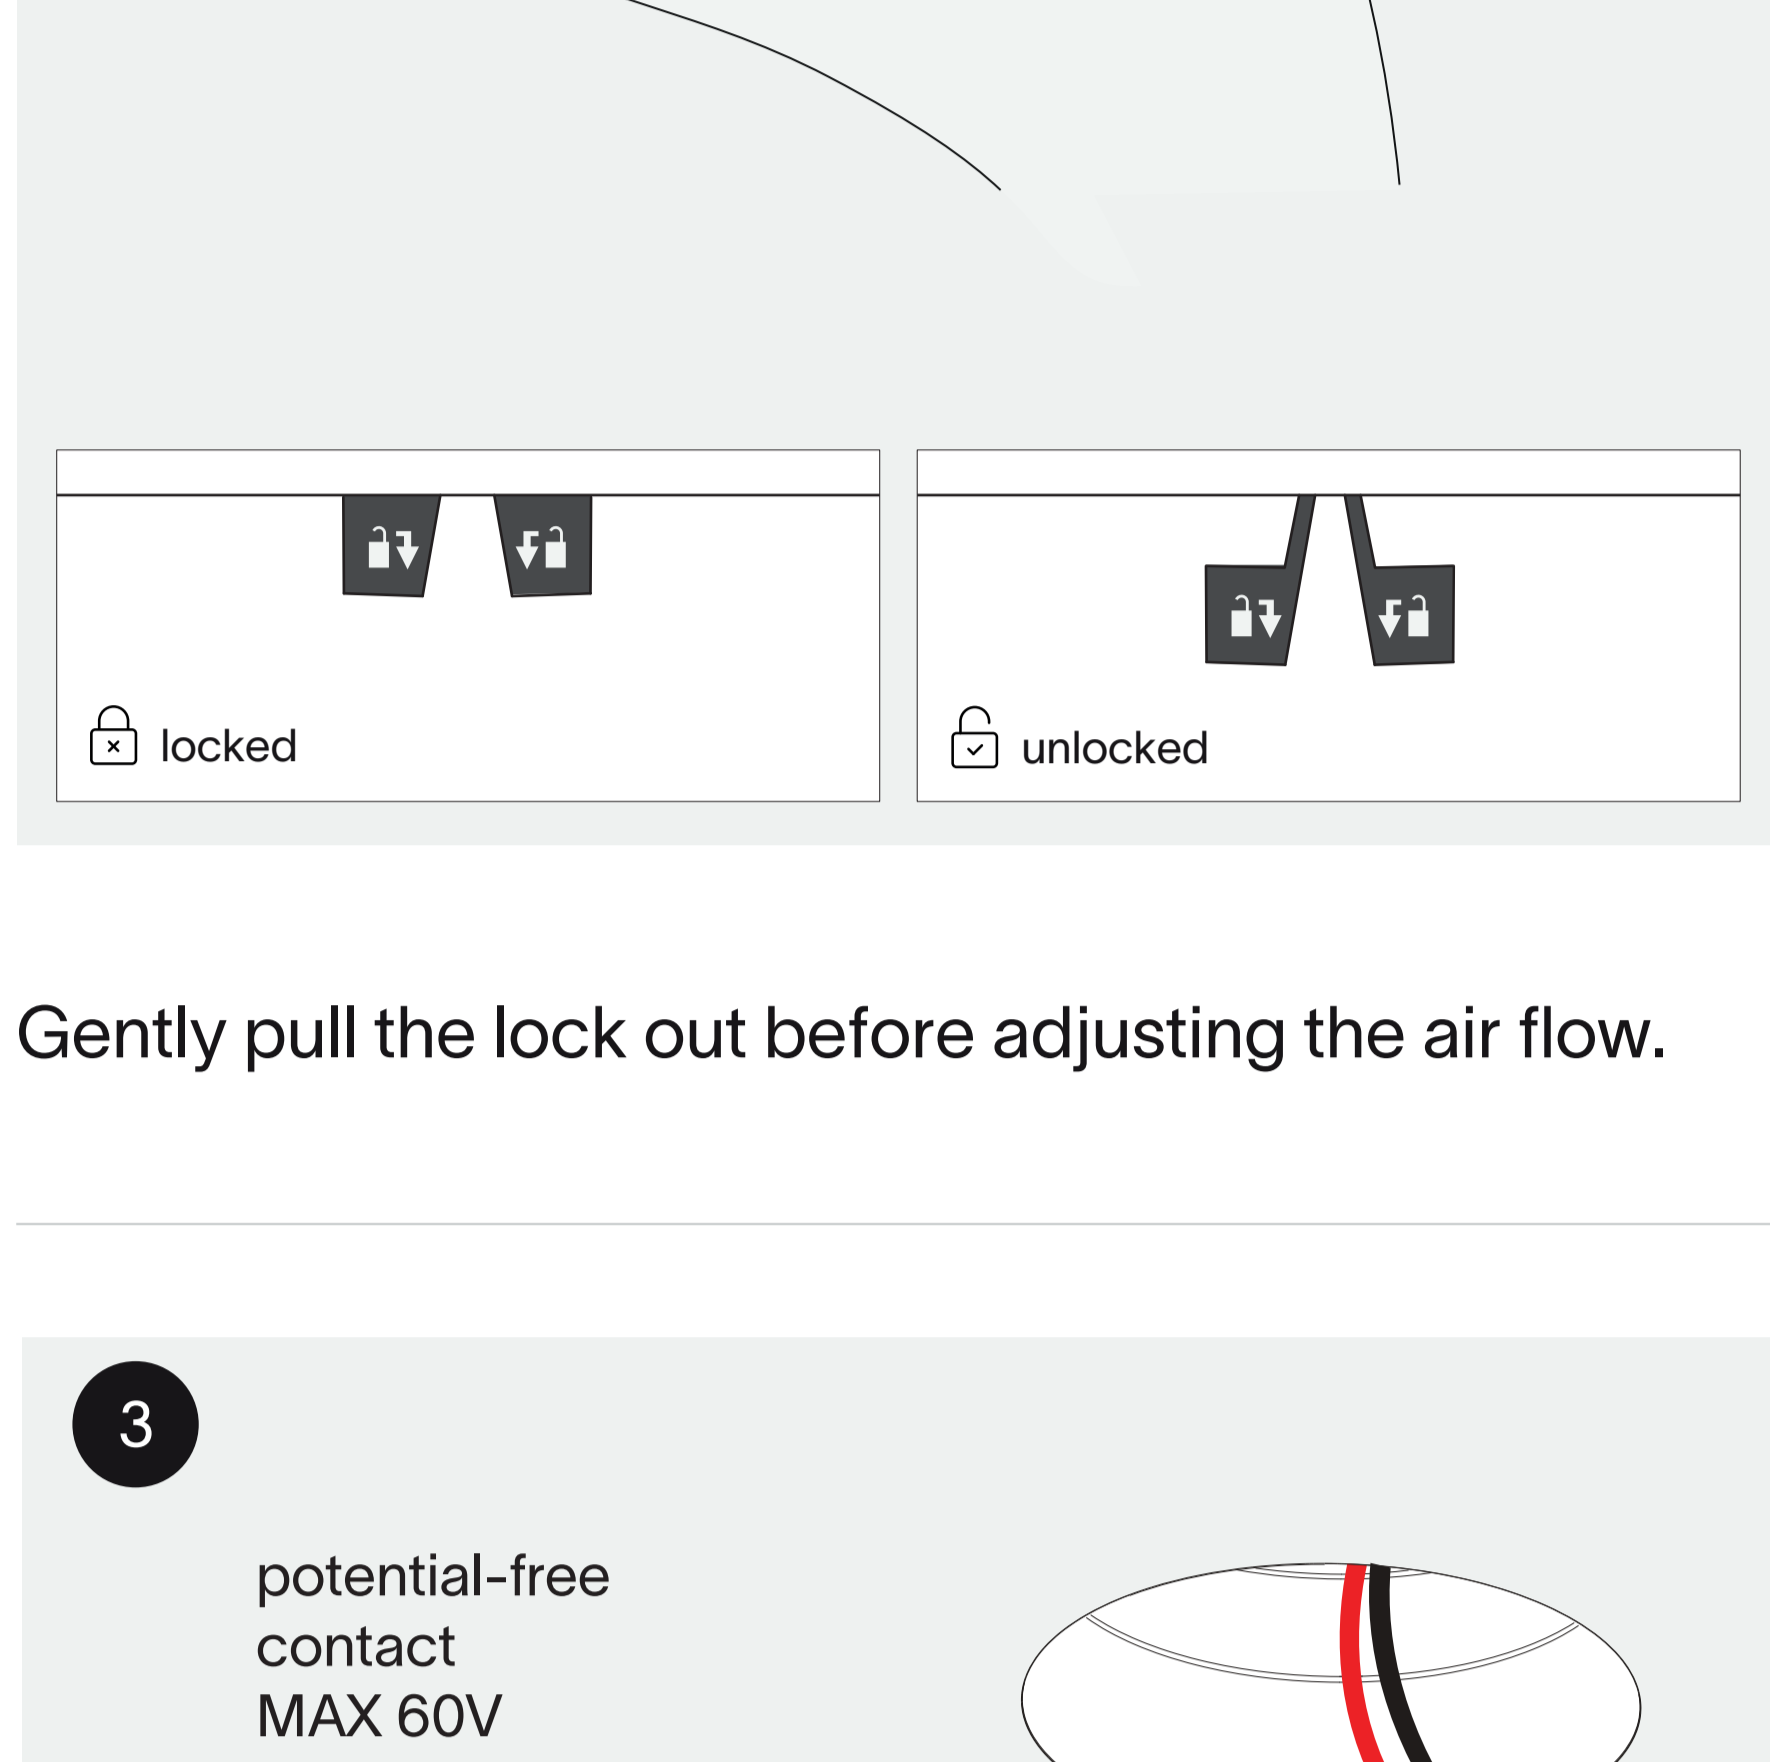 locked
unlocked
Gently pull the lock out before adjusting the air flow.
3
potential-free
contact
MAX 60V